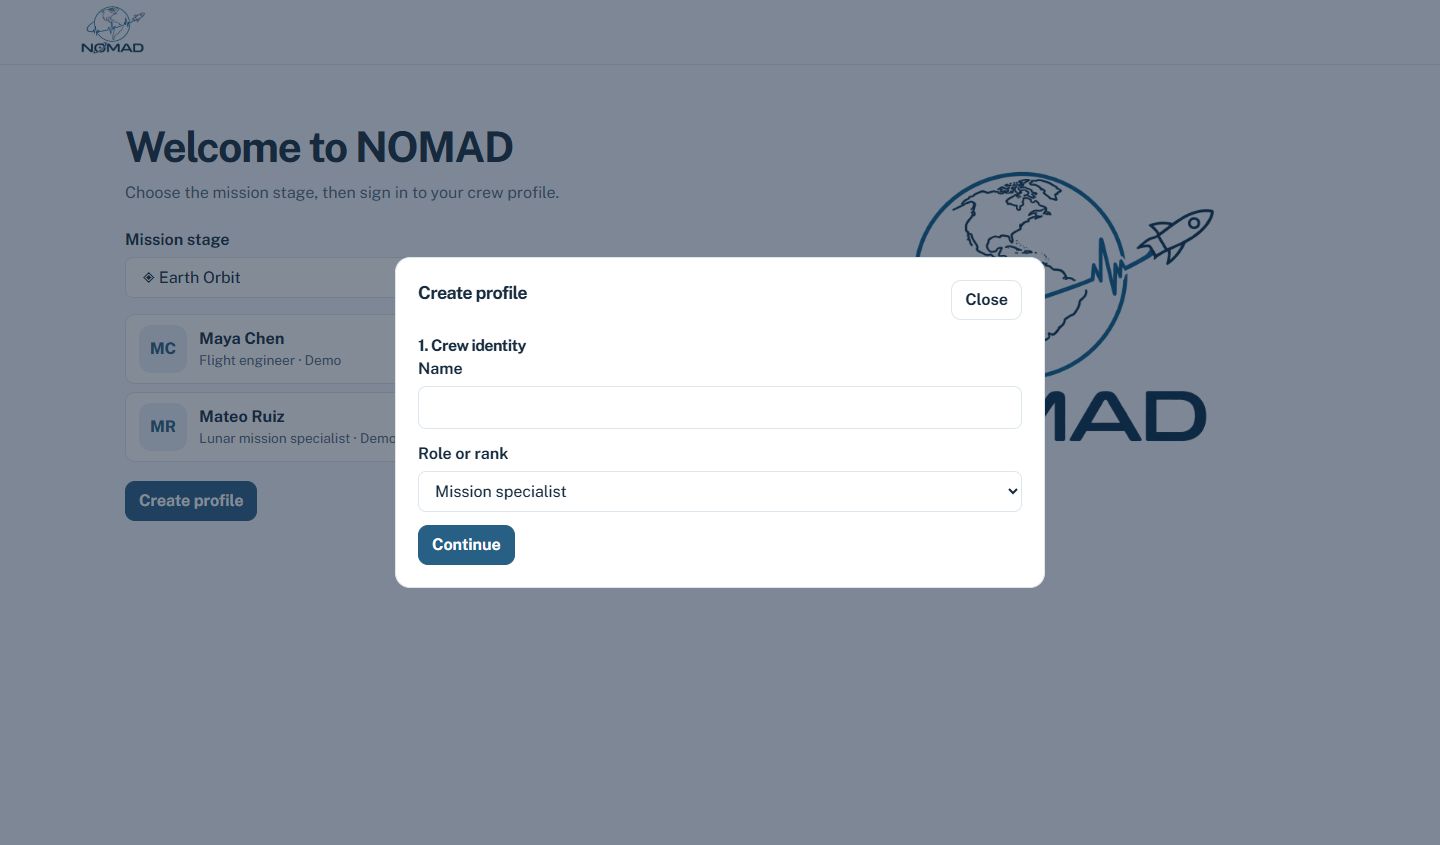 NOMAD
Welcome to NOMAD
Choose the mission stage, then sign in to your crew profile.
Mission stage
◈ Earth Orbit
MC
Maya Chen
Flight engineer · Demo
MR
Mateo Ruiz
Lunar mission specialist · Demo
Create profile
MAD
Create profile
Close
1. Crew identity
Name
Role or rank
Mission specialist
Continue